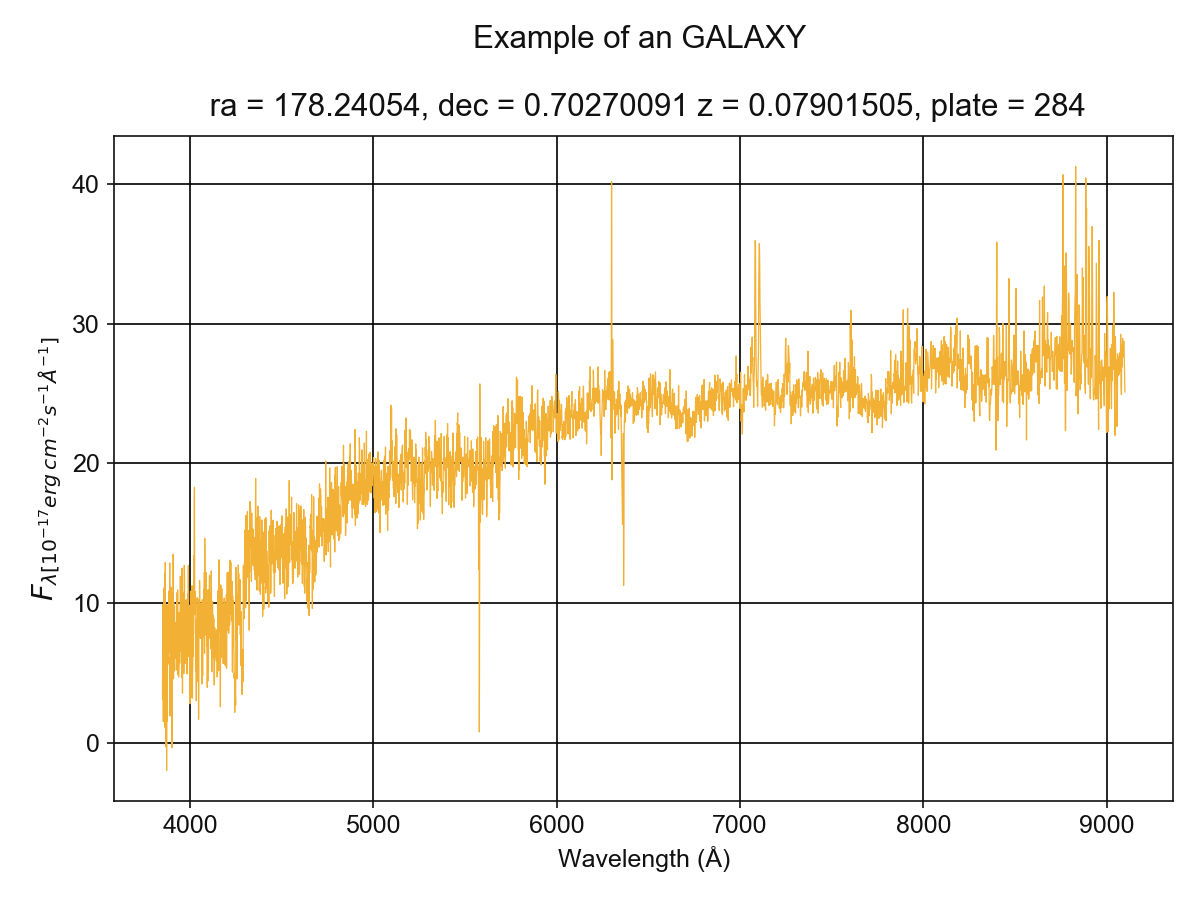 Example of an GALAXY
ra = 178.24054, dec = 0.70270091 z = 0.07901505, plate = 284
40
30
20
10
0
F_{λ[10^{−17}erg cm^{−2}s^{−1}Å^{−1}]}
4000 5000 6000 7000 8000 9000
Wavelength (Å)